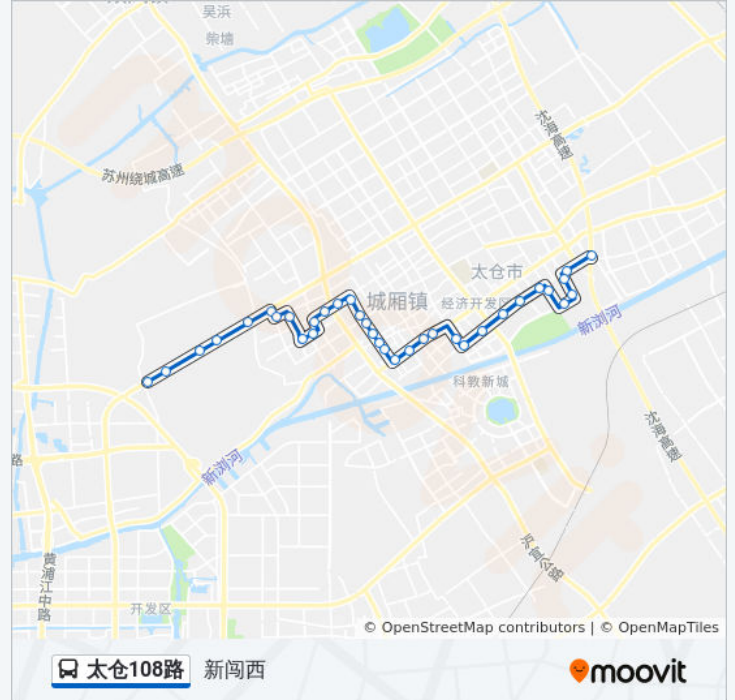 吴浜
茶塘
苏州绕城高速
沈海高速
太仓市
城厢镇
经济开发区
新浏河
科教新城
新浏河
沈海高速
路
黄浦江中路
沪宜公路
开发区
© OpenStreetMap contributors | © OpenMapTiles
太仓108路 新闯西
moovit